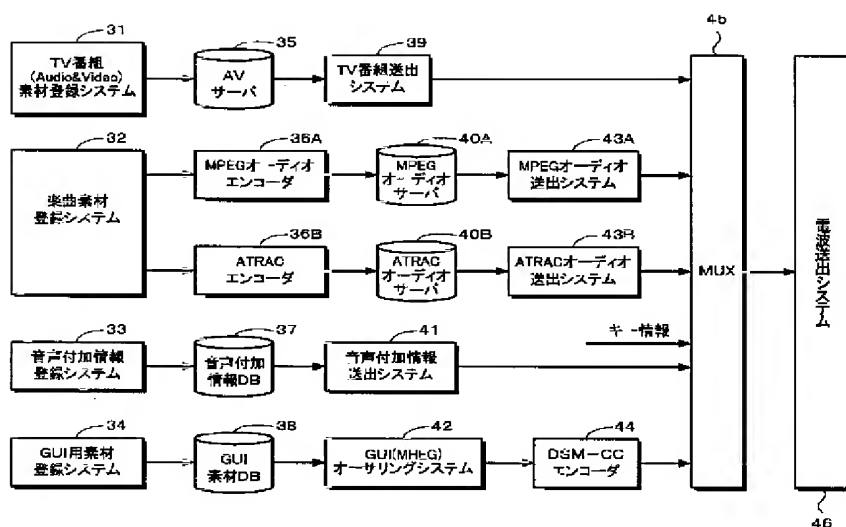 31
TV番組
(Audio&Video)
素材登録システム
35
AV
サーバ
39
TV番組送出
システム
45
32
楽曲素材
登録システム
36A
MPEGオーディオ
エンコーダ
40A
MPEG
オーディオ
サーバ
43A
MPEGオーディオ
送出システム
36B
ATRAC
エンコーダ
40B
ATRAC
オーディオ
サーバ
43B
ATRACオーディオ
送出システム
MUX
電波送出システム
キー情報
33
音声付加情報
登録システム
37
音声付加
情報DB
41
音声付加情報
送出システム
34
GUI用素材
登録システム
38
GUI
素材DB
42
GUI(MHEG)
オーサリングシステム
44
DSM-CC
エンコーダ
46